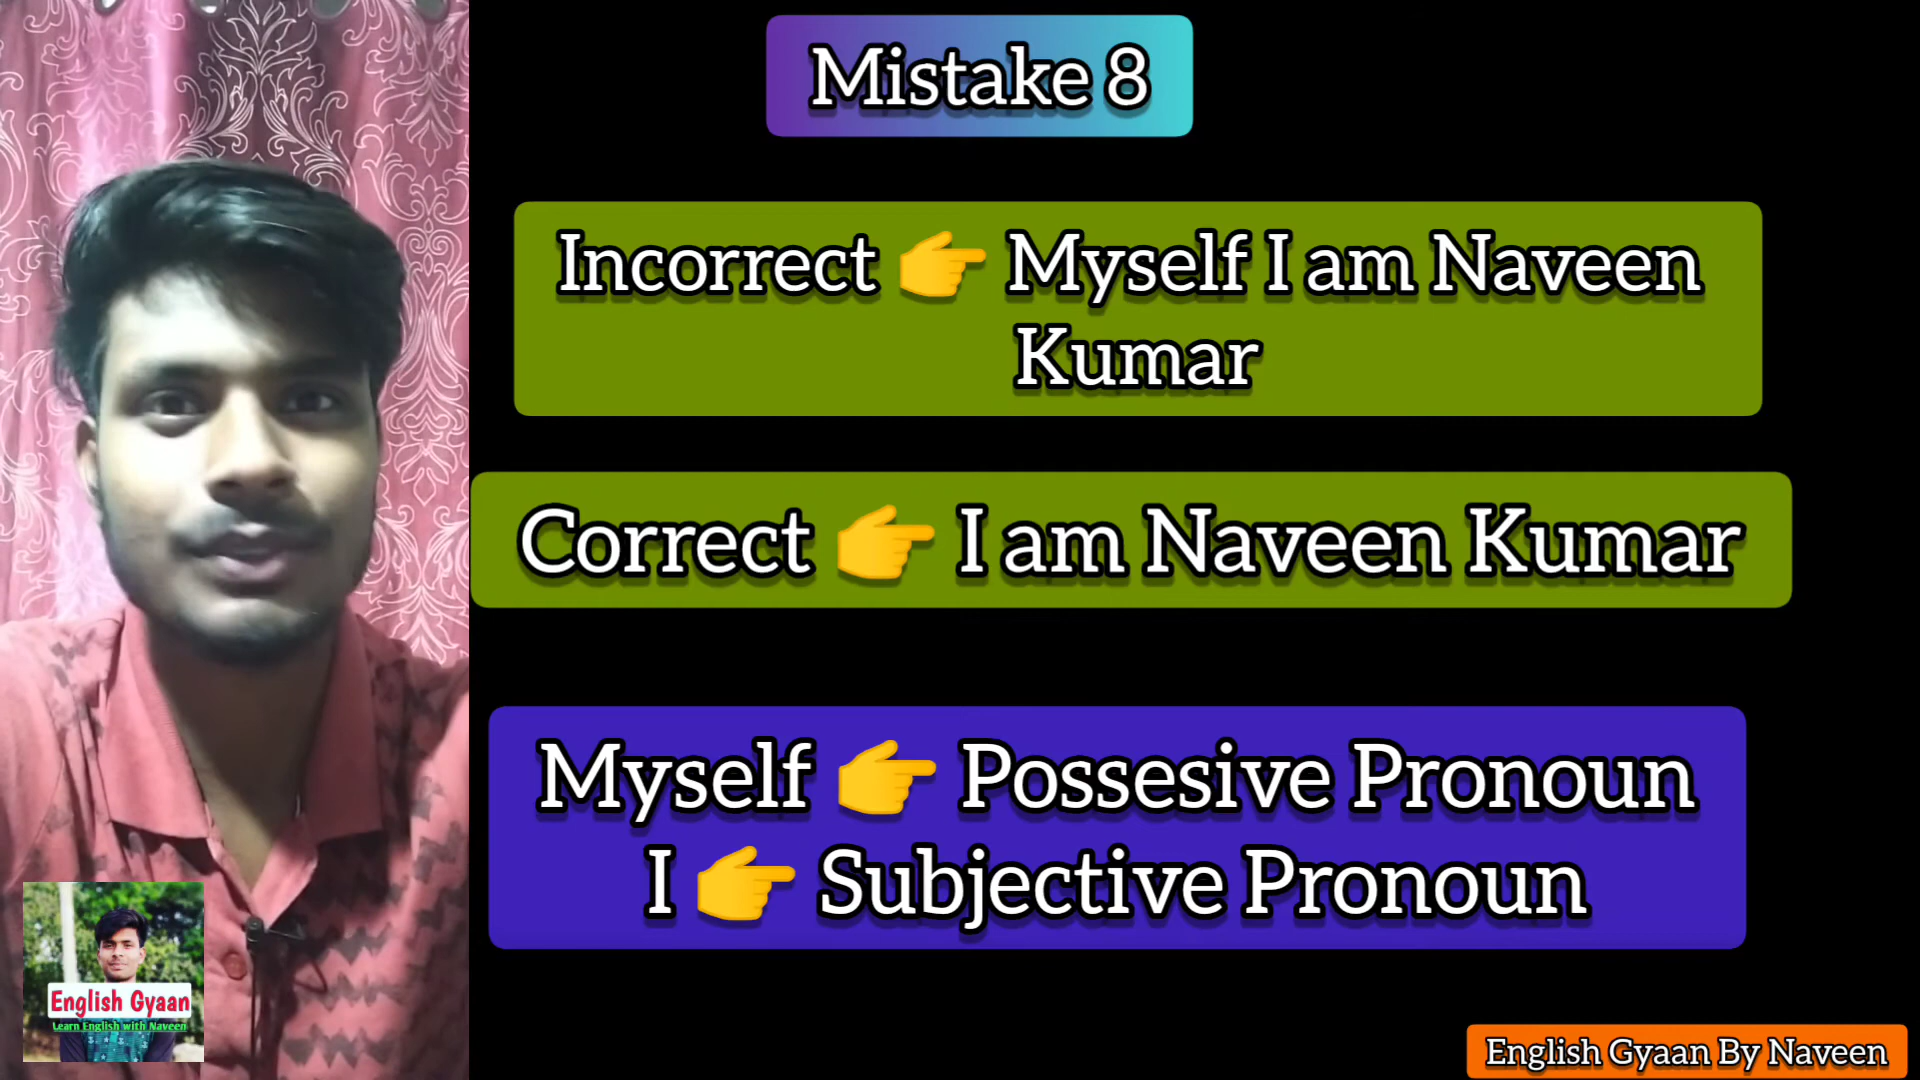 Mistake 8
Incorrect 👉 Myself I am Naveen
Kumar
Correct 👉 I am Naveen Kumar
Myself 👉 Possesive Pronoun
I 👉 Subjective Pronoun
English Gyaan
Learn English with Naveen
English Gyaan By Naveen